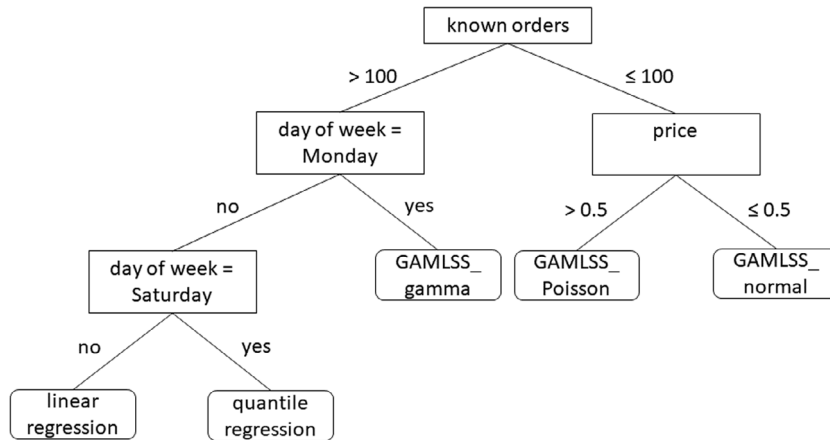 known orders
> 100
≤ 100
day of week =
Monday
price
no
yes
> 0.5
≤ 0.5
day of week =
Saturday
GAMLSS_
gamma
GAMLSS_
Poisson
GAMLSS_
normal
no
yes
linear
regression
quantile
regression